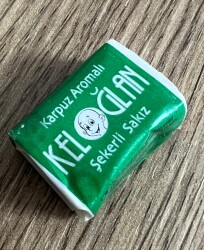 Karpuz Aromalı
KELOĞLAN
Şekerli Sakız